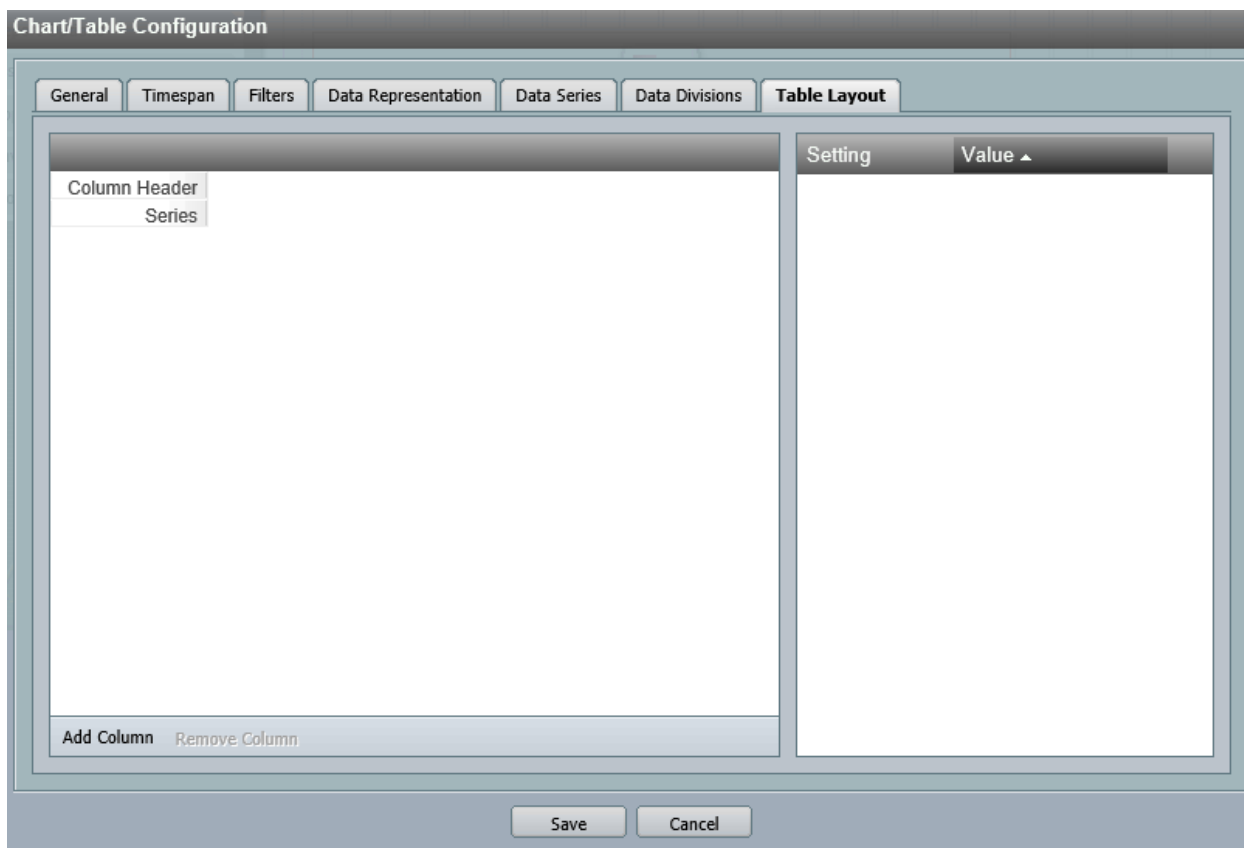 Chart/Table Configuration
General Timespan Filters Data Representation Data Series Data Divisions Table Layout
Setting Value
Column Header
Series
Add Column Remove Column
Save Cancel